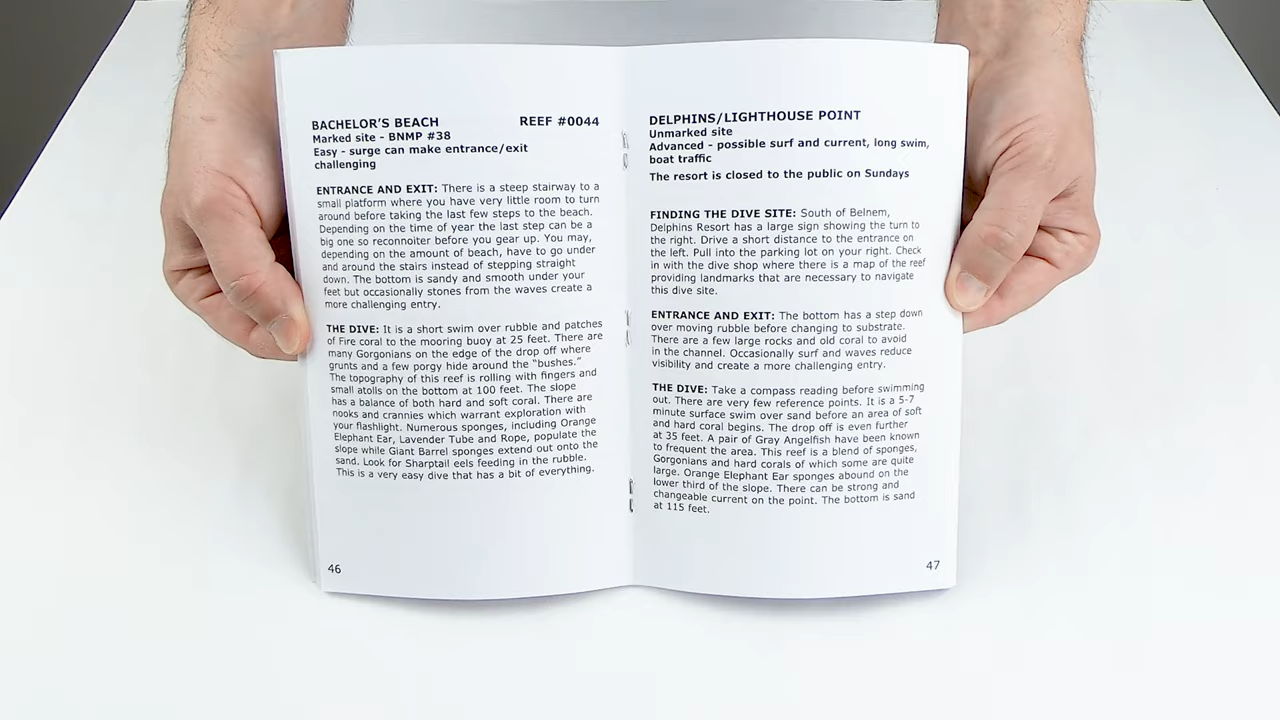 BACHELOR'S BEACH REEF #0044
Marked site - BNMP #38
Easy - surge can make entrance/exit
challenging
ENTRANCE AND EXIT: There is a steep stairway to a
small platform where you have very little room to turn
around before taking the last few steps to the beach.
Depending on the time of year the last step can be a
big one so reconnoiter before you gear up. You may,
depending on the amount of beach, have to go under
and around the stairs instead of stepping straight
down. The bottom is sandy and smooth under your
feet but occasionally stones from the waves create a
more challenging entry.
THE DIVE: It is a short swim over rubble and patches
of Fire coral to the mooring buoy at 25 feet. There are
many Gorgonians on the edge of the drop off where
grunts and a few porgy hide around the “bushes.”
The topography of this reef is rolling with fingers and
small atolls on the bottom at 100 feet. The slope
has a balance of both hard and soft coral. There are
nooks and crannies which warrant exploration with
your flashlight. Numerous sponges, including Orange
Elephant Ear, Lavender Tube and Rope, populate the
slope while Giant Barrel sponges extend out onto the
sand. Look for Sharptail eels feeding in the rubble.
This is a very easy dive that has a bit of everything.
46
DELPHINS/LIGHTHOUSE POINT
Unmarked site
Advanced - possible surf and current, long swim,
boat traffic
The resort is closed to the public on Sundays
FINDING THE DIVE SITE: South of Belnem,
Delphins Resort has a large sign showing the turn to
the right. Drive a short distance to the entrance on
the left. Pull into the parking lot on your right. Check
in with the dive shop where there is a map of the reef
providing landmarks that are necessary to navigate
this dive site.
ENTRANCE AND EXIT: The bottom has a step down
over moving rubble before changing to substrate.
There are a few large rocks and old coral to avoid
in the channel. Occasionally surf and waves reduce
visibility and create a more challenging entry.
THE DIVE: Take a compass reading before swimming
out. There are very few reference points. It is a 5-7
minute surface swim over sand before an area of soft
and hard coral begins. The drop off is even further
at 35 feet. A pair of Gray Angelfish have been known
to frequent the area. This reef is a blend of sponges,
Gorgonians and hard corals of which some are quite
large. Orange Elephant Ear sponges abound on the
lower third of the slope. There can be strong and
changeable current on the point. The bottom is sand
at 115 feet.
47